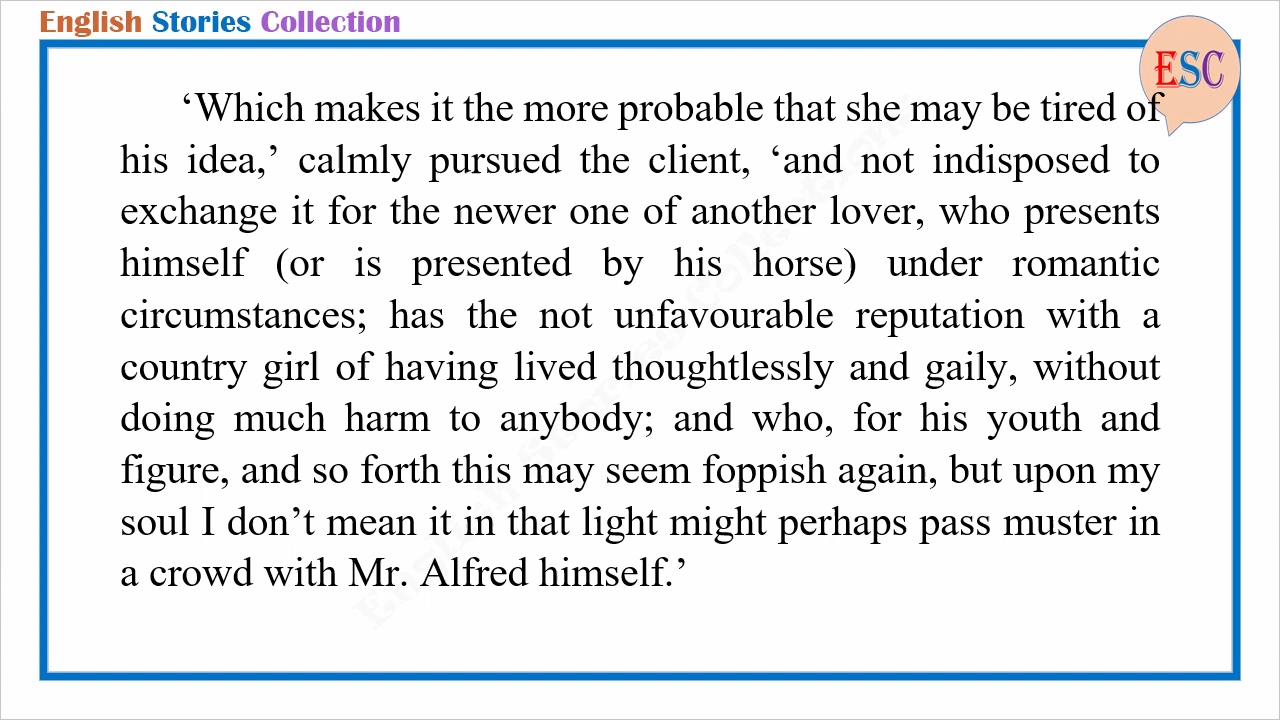 English Stories Collection
ESC
‘Which makes it the more probable that she may be tired of
his idea,’ calmly pursued the client, ‘and not indisposed to
exchange it for the newer one of another lover, who presents
himself (or is presented by his horse) under romantic
circumstances; has the not unfavourable reputation with a
country girl of having lived thoughtlessly and gaily, without
doing much harm to anybody; and who, for his youth and
figure, and so forth this may seem foppish again, but upon my
soul I don’t mean it in that light might perhaps pass muster in
a crowd with Mr. Alfred himself.’
English Stories Collection